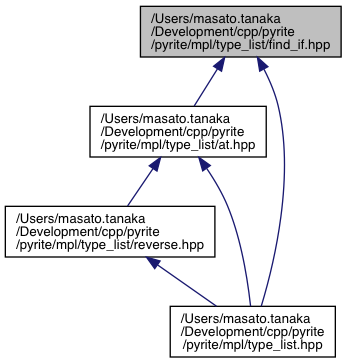 /Users/masato.tanaka
/Development/cpp/pyrite
/pyrite/mpl/type_list/find_if.hpp
/Users/masato.tanaka
/Development/cpp/pyrite
/pyrite/mpl/type_list/at.hpp
/Users/masato.tanaka
/Development/cpp/pyrite
/pyrite/mpl/type_list/reverse.hpp
/Users/masato.tanaka
/Development/cpp/pyrite
/pyrite/mpl/type_list.hpp